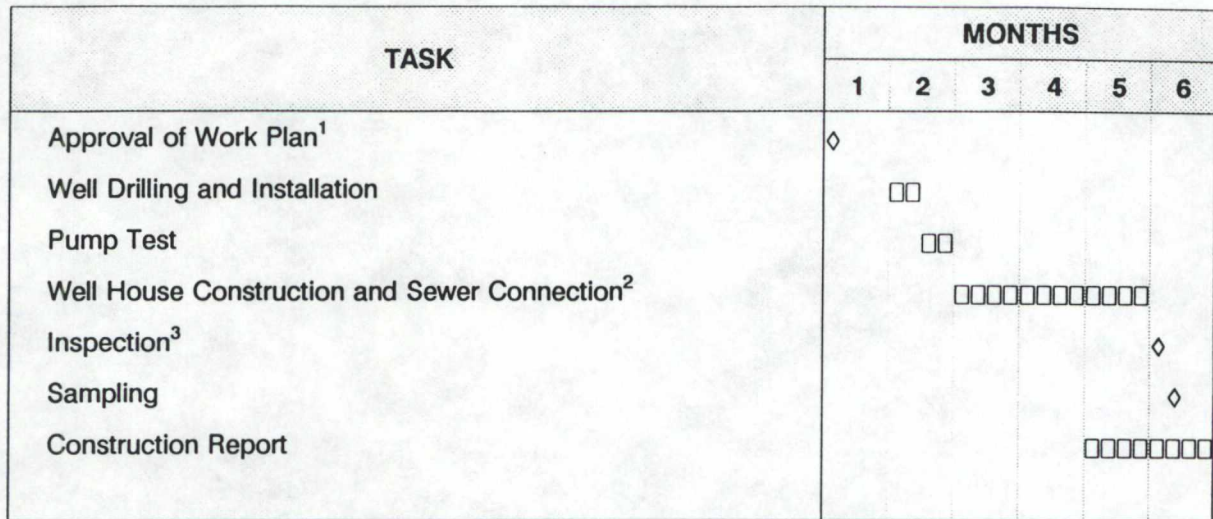 TASK
MONTHS
1 2 3 4 5 6
Approval of Work Plan¹
Well Drilling and Installation
Pump Test
Well House Construction and Sewer Connection²
Inspection³
Sampling
Construction Report